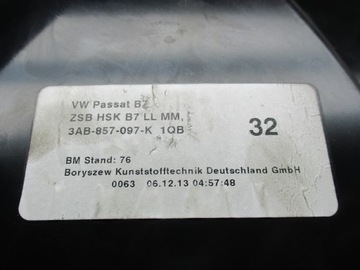 VW Passat B7
ZSB HSK B7 LL MM,
3AB-857-097-K 1QB
32
BM Stand: 76
Boryszew Kunststofftechnik Deutschland GmbH
0063 06.12.13 04:57:48